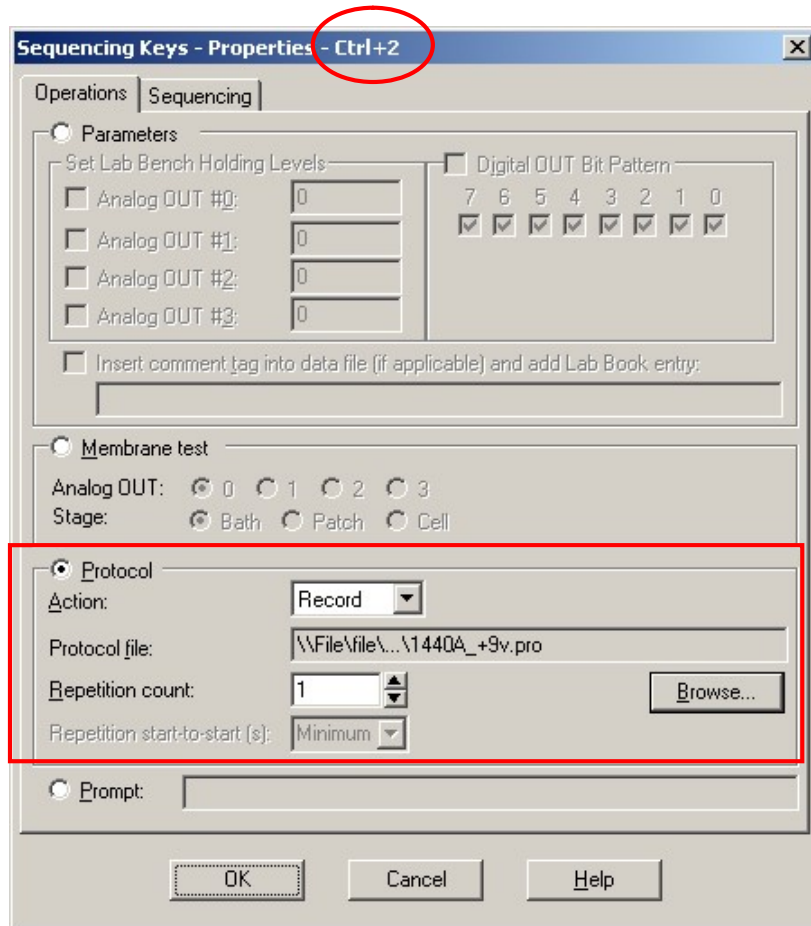 Sequencing Keys - Properties - Ctrl+2
Operations Sequencing
Parameters
Set Lab Bench Holding Levels Digital OUT Bit Pattern
Analog OUT #0: 0 7 6 5 4 3 2 1 0
Analog OUT #1: 0
Analog OUT #2: 0
Analog OUT #3: 0
Insert comment tag into data file (if applicable) and add Lab Book entry:
Membrane test
Analog OUT: 0 1 2 3
Stage: Bath Patch Cell
Protocol
Action: Record
Protocol file: \\File\file\...\1440A_+9v.pro
Repetition count: 1 Browse...
Repetition start-to-start (s): Minimum
Prompt:
OK Cancel Help